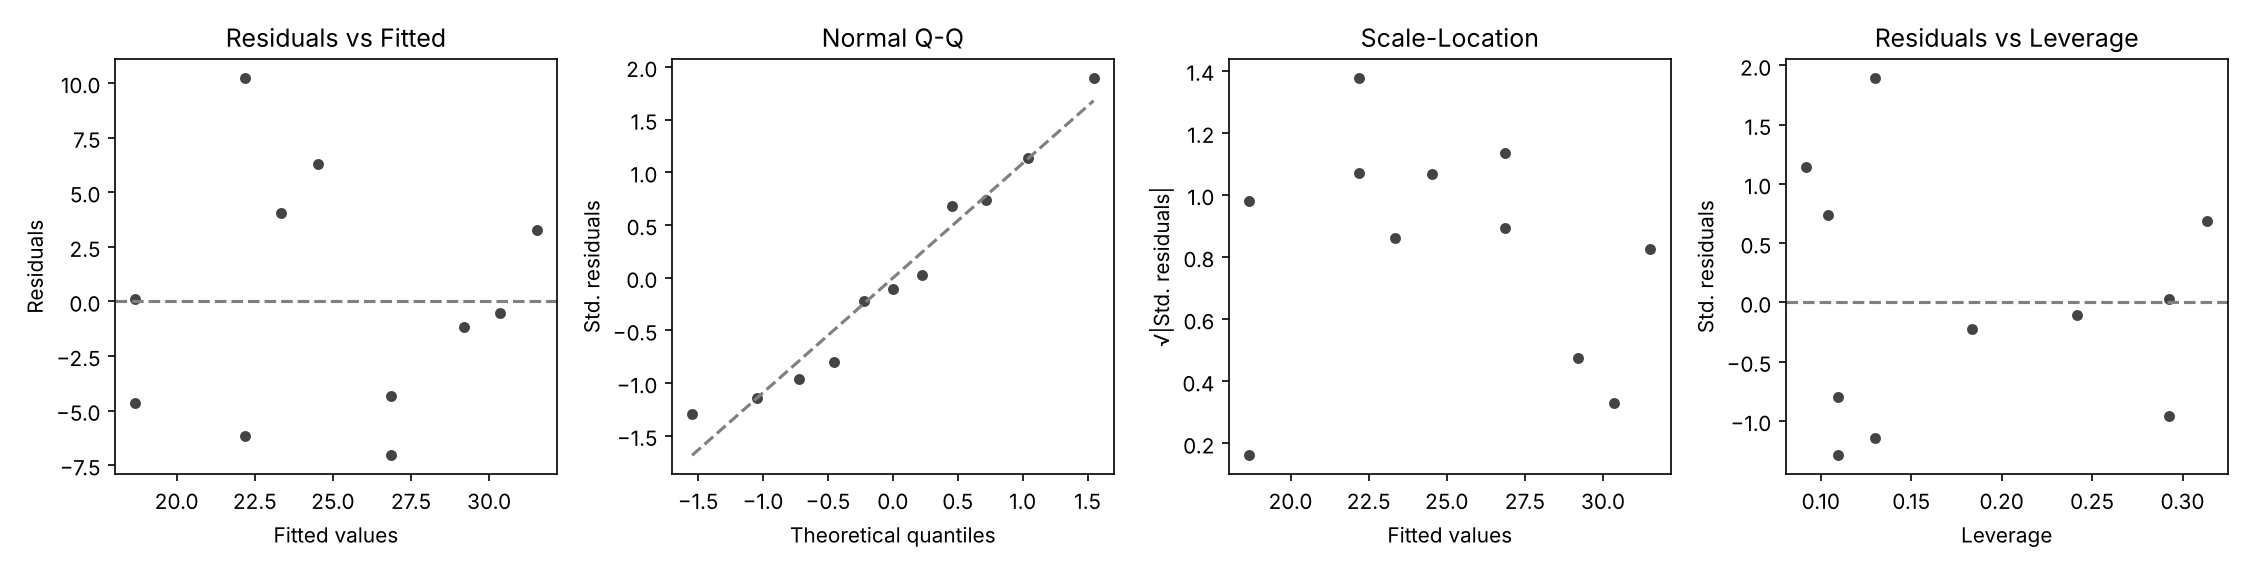 Residuals vs Fitted
Residuals
10.0
7.5
5.0
2.5
0.0
−2.5
−5.0
−7.5
20.0 22.5 25.0 27.5 30.0
Fitted values
Normal Q-Q
Std. residuals
2.0
1.5
1.0
0.5
0.0
−0.5
−1.0
−1.5
−1.5 −1.0 −0.5 0.0 0.5 1.0 1.5
Theoretical quantiles
Scale-Location
√|Std. residuals|
1.4
1.2
1.0
0.8
0.6
0.4
0.2
20.0 22.5 25.0 27.5 30.0
Fitted values
Residuals vs Leverage
Std. residuals
2.0
1.5
1.0
0.5
0.0
−0.5
−1.0
0.10 0.15 0.20 0.25 0.30
Leverage